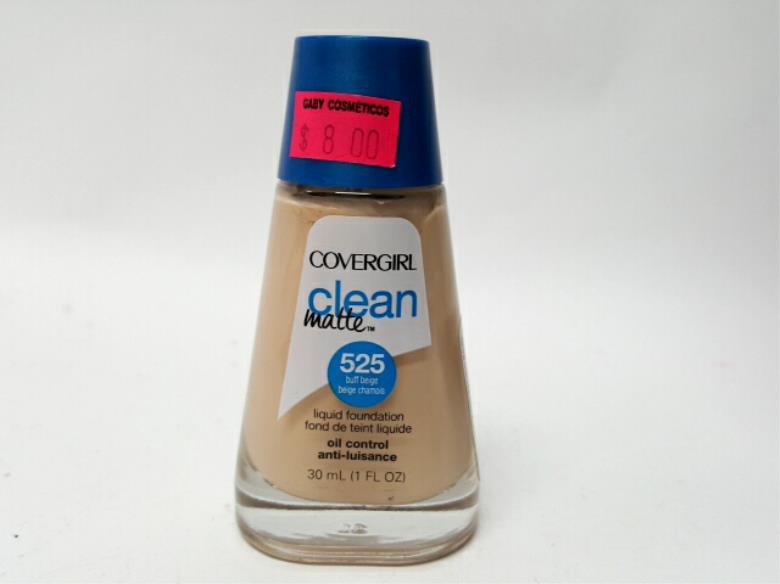 GABY COSMÉTICOS
$ 8 00
COVERGIRL
clean
matte™
525
buff beige
beige chamois
liquid foundation
fond de teint liquide
oil control
anti-luisance
30 mL (1 FL OZ)